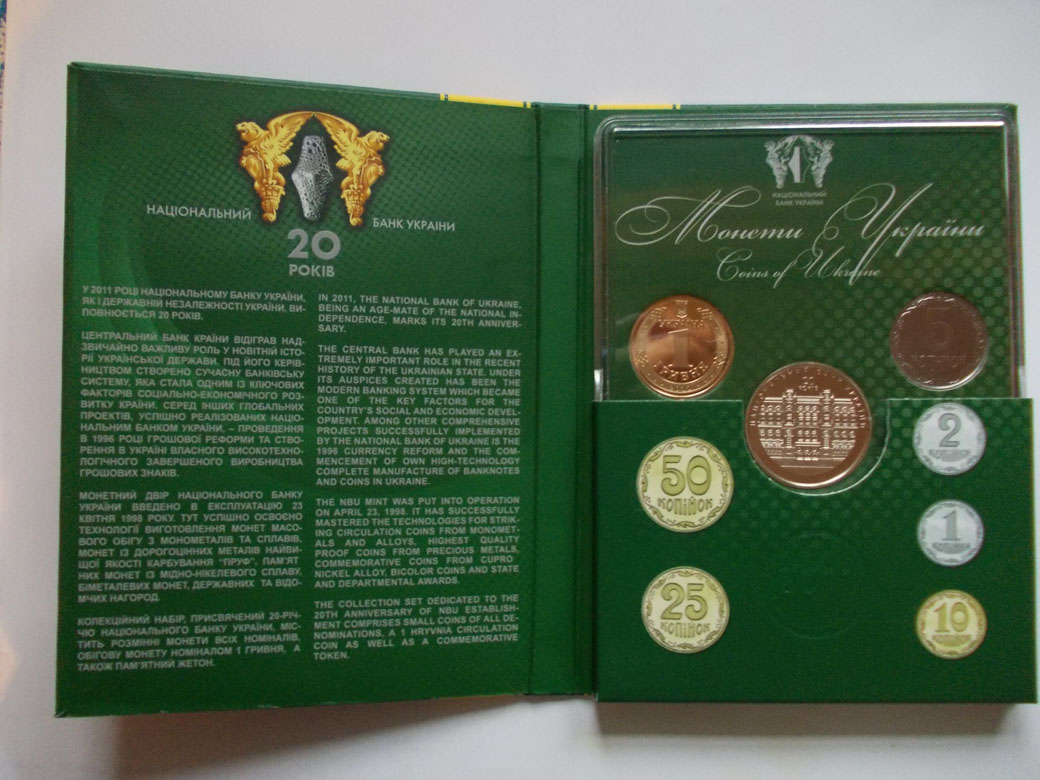 НАЦІОНАЛЬНИЙ
БАНК УКРАЇНИ
20
РОКІВ
У 2011 РОЦІ НАЦІОНАЛЬНОМУ БАНКУ УКРАЇНИ,
ЯК І ДЕРЖАВНІЙ НЕЗАЛЕЖНОСТІ УКРАЇНИ, ВИ-
ПОВНЮЄТЬСЯ 20 РОКІВ.
ЦЕНТРАЛЬНИЙ БАНК КРАЇНИ ВІДІГРАВ НАД-
ЗВИЧАЙНО ВАЖЛИВУ РОЛЬ У НОВІТНІЙ ІСТО-
РІЇ УКРАЇНСЬКОЇ ДЕРЖАВИ. ПІД ЙОГО КЕРІВ-
НИЦТВОМ СТВОРЕНО СУЧАСНУ БАНКІВСЬКУ
СИСТЕМУ, ЯКА СТАЛА ОДНИМ ІЗ КЛЮЧОВИХ
ФАКТОРІВ СОЦІАЛЬНО-ЕКОНОМІЧНОГО РОЗ-
ВИТКУ КРАЇНИ. СЕРЕД ІНШИХ ГЛОБАЛЬНИХ
ПРОЕКТІВ, УСПІШНО РЕАЛІЗОВАНИХ НАЦІО-
НАЛЬНИМ БАНКОМ УКРАЇНИ, – ПРОВЕДЕННЯ
В 1996 РОЦІ ГРОШОВОЇ РЕФОРМИ ТА СТВО-
РЕННЯ В УКРАЇНІ ВЛАСНОГО ВИСОКОТЕХНО-
ЛОГІЧНОГО ЗАВЕРШЕНОГО ВИРОБНИЦТВА
ГРОШОВИХ ЗНАКІВ.
МОНЕТНИЙ ДВІР НАЦІОНАЛЬНОГО БАНКУ
УКРАЇНИ ВВЕДЕНО В ЕКСПЛУАТАЦІЮ 23
КВІТНЯ 1998 РОКУ. ТУТ УСПІШНО ОСВОЄНО
ТЕХНОЛОГІЇ ВИГОТОВЛЕННЯ МОНЕТ МАСО-
ВОГО ОБІГУ З МОНОМЕТАЛІВ ТА СПЛАВІВ,
МОНЕТ ІЗ ДОРОГОЦІННИХ МЕТАЛІВ НАЙВИ-
ЩОЇ ЯКОСТІ КАРБУВАННЯ "ПРУФ", ПАМ'ЯТ
НИХ МОНЕТ ІЗ МІДНО-НІКЕЛЕВОГО СПЛАВУ,
БІМЕТАЛЕВИХ МОНЕТ, ДЕРЖАВНИХ ТА ВІДО-
МЧИХ НАГОРОД.
КОЛЕКЦІЙНИЙ НАБІР, ПРИСВЯЧЕНИЙ 20-РІЧ-
ЧЮ НАЦІОНАЛЬНОГО БАНКУ УКРАЇНИ, МІС-
ТИТЬ РОЗМІННІ МОНЕТИ ВСІХ НОМІНАЛІВ,
ОБІГОВУ МОНЕТУ НОМІНАЛОМ 1 ГРИВНЯ, А
ТАКОЖ ПАМ'ЯТНИЙ ЖЕТОН.
IN 2011, THE NATIONAL BANK OF UKRAINE,
BEING AN AGE-MATE OF THE NATIONAL IN-
DEPENDENCE, MARKS ITS 20TH ANNIVER-
SARY.
THE CENTRAL BANK HAS PLAYED AN EX-
TREMELY IMPORTANT ROLE IN THE RECENT
HISTORY OF THE UKRAINIAN STATE. UNDER
ITS AUSPICES CREATED HAS BEEN THE
MODERN BANKING SYSTEM WHICH BECAME
ONE OF THE KEY FACTORS FOR THE
COUNTRY'S SOCIAL AND ECONOMIC DEVEL-
OPMENT. AMONG OTHER COMPREHENSIVE
PROJECTS SUCCESSFULLY IMPLEMENTED
BY THE NATIONAL BANK OF UKRAINE IS THE
1996 CURRENCY REFORM AND THE COM-
MENCEMENT OF OWN HIGH-TECHNOLOGY
COMPLETE MANUFACTURE OF BANKNOTES
AND COINS IN UKRAINE.
THE NBU MINT WAS PUT INTO OPERATION
ON APRIL 23, 1998. IT HAS SUCCESSFULLY
MASTERED THE TECHNOLOGIES FOR STRIK-
ING CIRCULATION COINS FROM MONOMET-
ALS AND ALLOYS, HIGHEST QUALITY
PROOF COINS FROM PRECIOUS METALS,
COMMEMORATIVE COINS FROM CUPRO
NICKEL ALLOY, BICOLOR COINS AND STATE
AND DEPARTMENTAL AWARDS.
THE COLLECTION SET DEDICATED TO THE
20TH ANNIVERSARY OF NBU ESTABLISH-
MENT COMPRISES SMALL COINS OF ALL DE-
NOMINATIONS, A 1 HRYVNIA CIRCULATION
COIN AS WELL AS A COMMEMORATIVE
TOKEN.
НАЦІОНАЛЬНИЙ
БАНК УКРАЇНИ
Монети України
Coins of Ukraine
УКРАЇНА
1
ГРИВНЯ
5
КОПІЙОК
2011
50
КОПІЙОК
2
КОПІЙКИ
1
КОПІЙКА
25
КОПІЙОК
10
КОПІЙОК